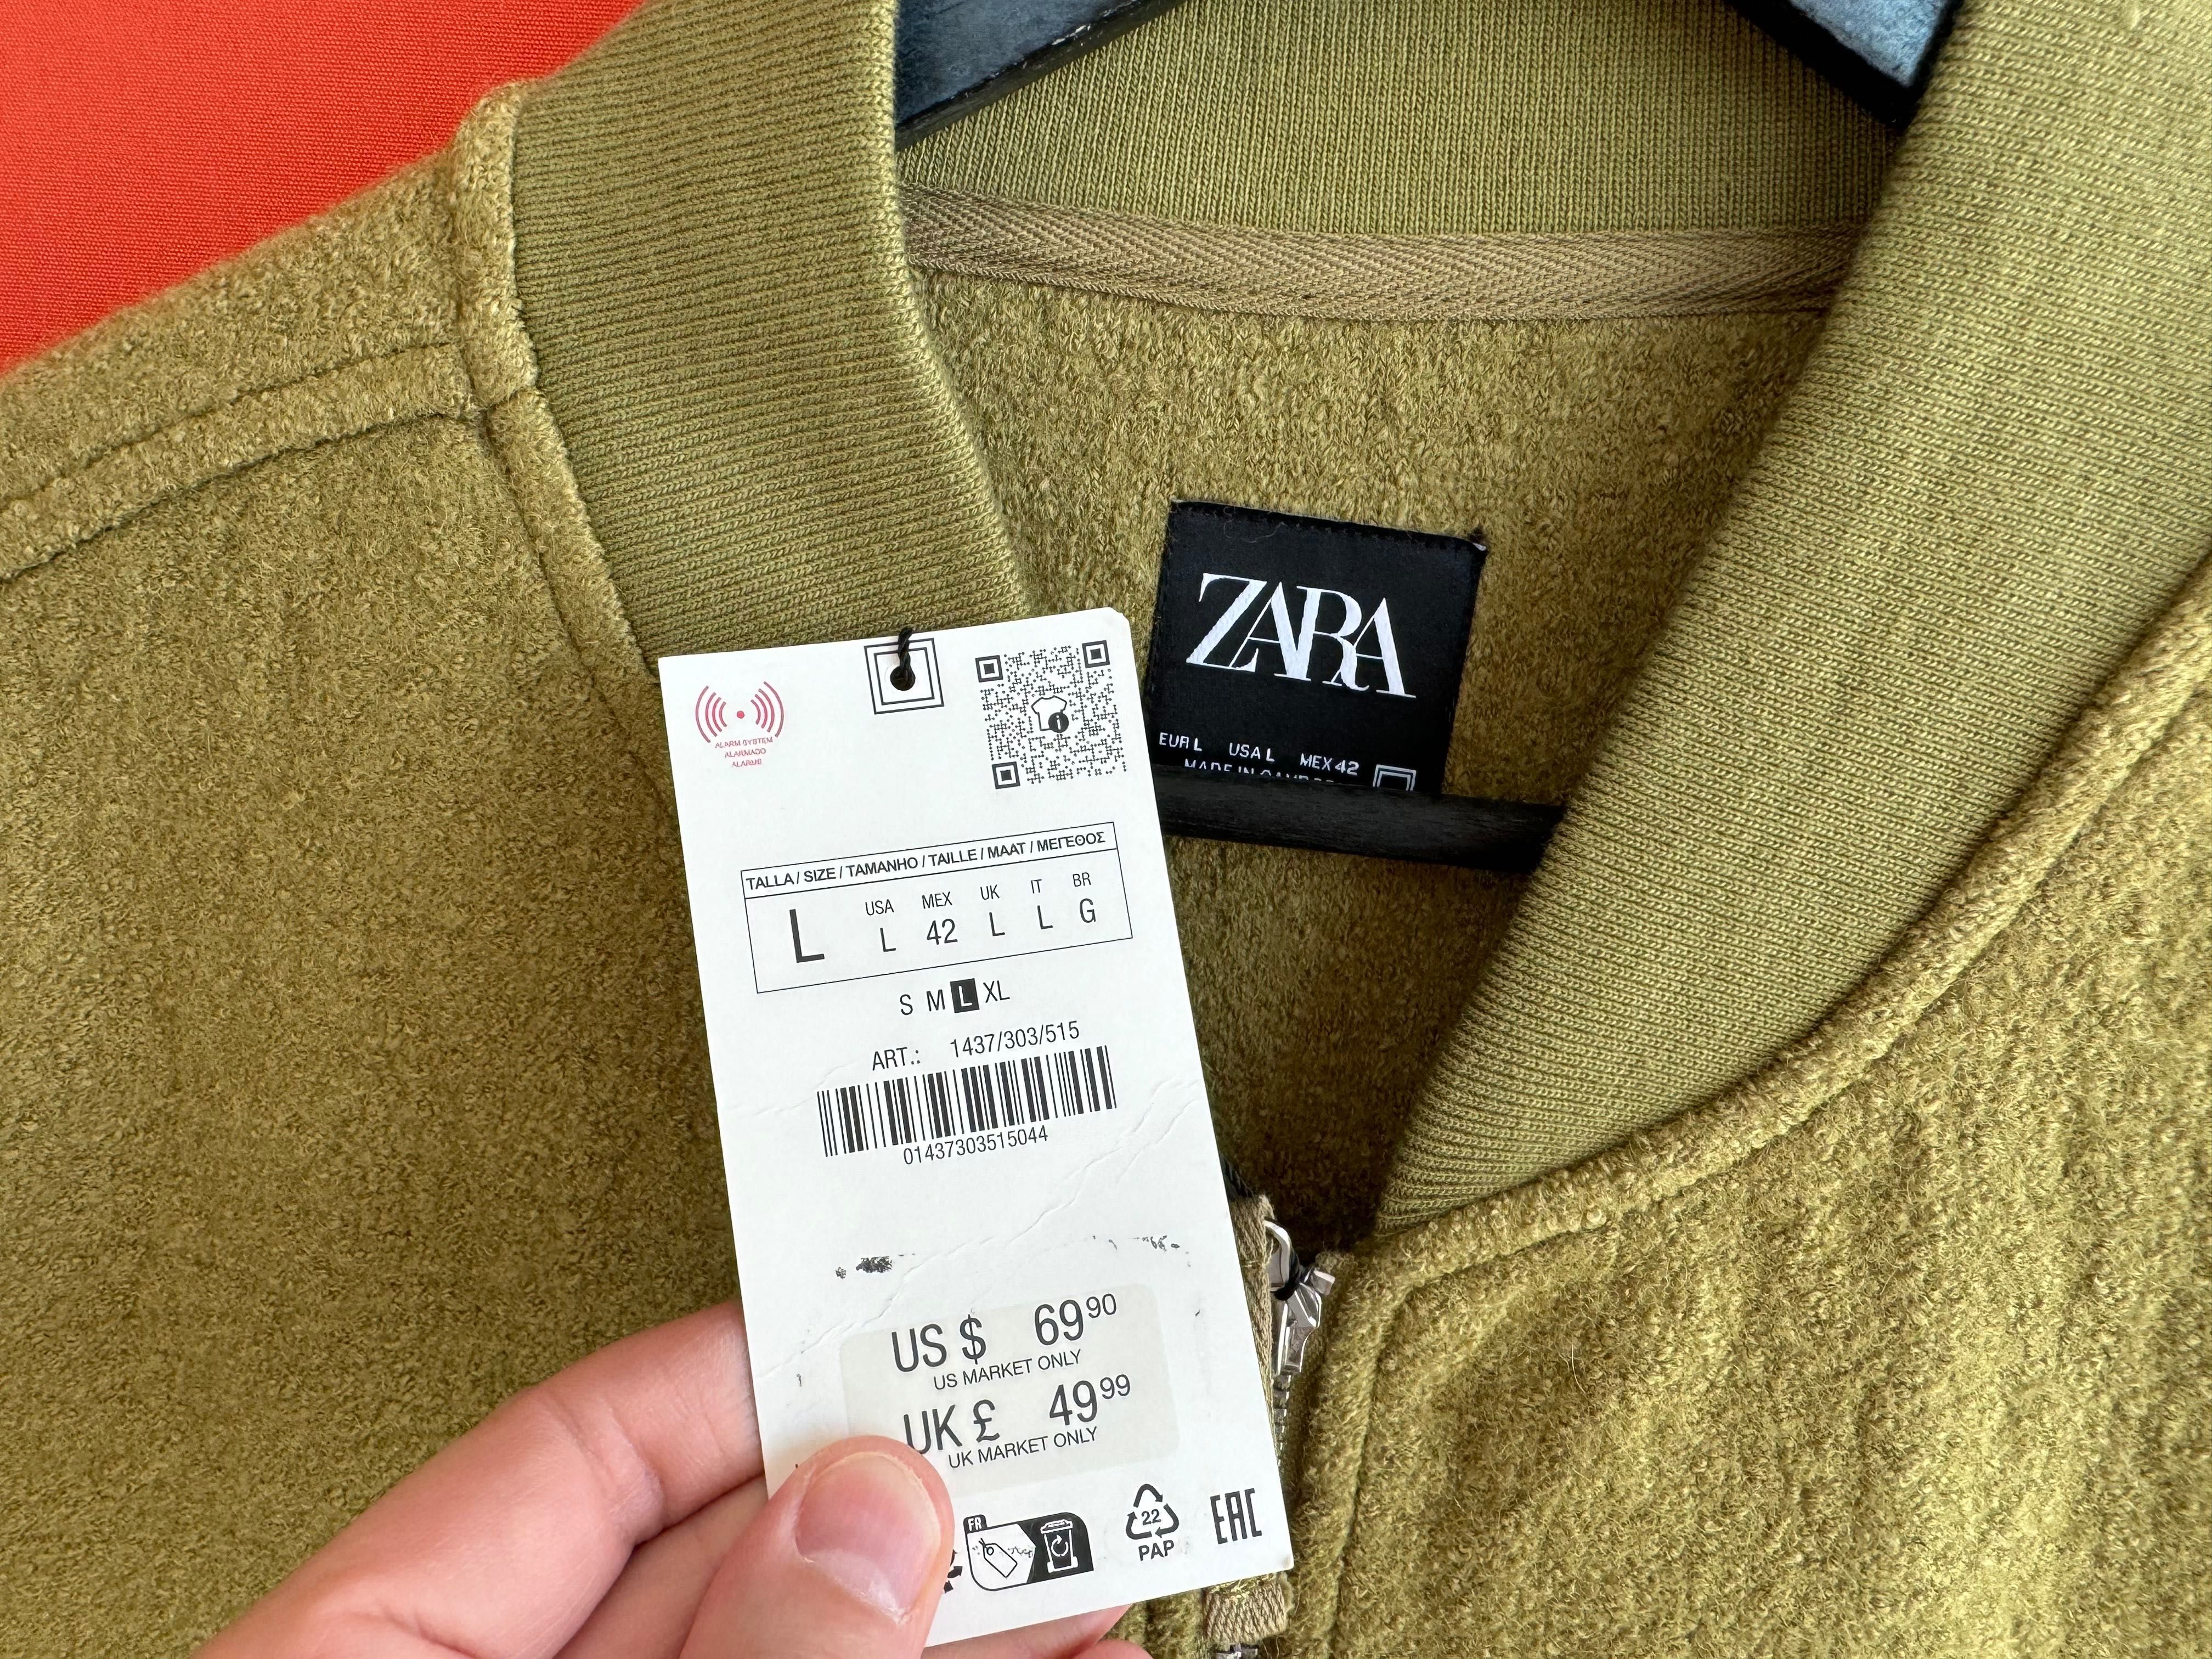 ALARM SYSTEM
ALARMADO
ALARME
TALLA / SIZE / TAMANHO / TAILLE / MAAT / ΜΕΓΕΘΟΣ
USA MEX UK IT BR
L L 42 L L G
S M L XL
ART.: 1437/303/515
01437303515044
US $ 69 90
US MARKET ONLY
UK £ 49 99
UK MARKET ONLY
FR
22
PAP
EAC
ZARA
EUR L USA L MEX 42
MADE IN